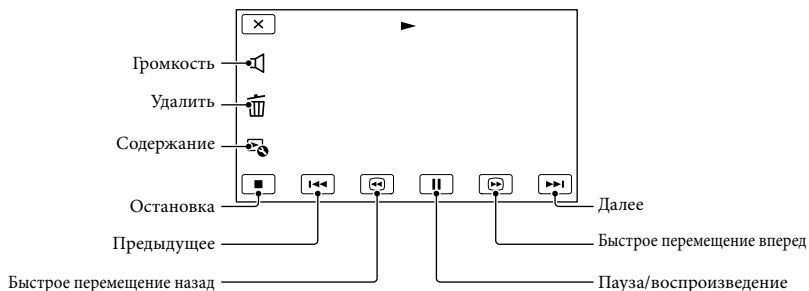 Громкость
Удалить
Содержание
Остановка
Предыдущее
Быстрое перемещение назад
Далее
Быстрое перемещение вперед
Пауза/воспроизведение